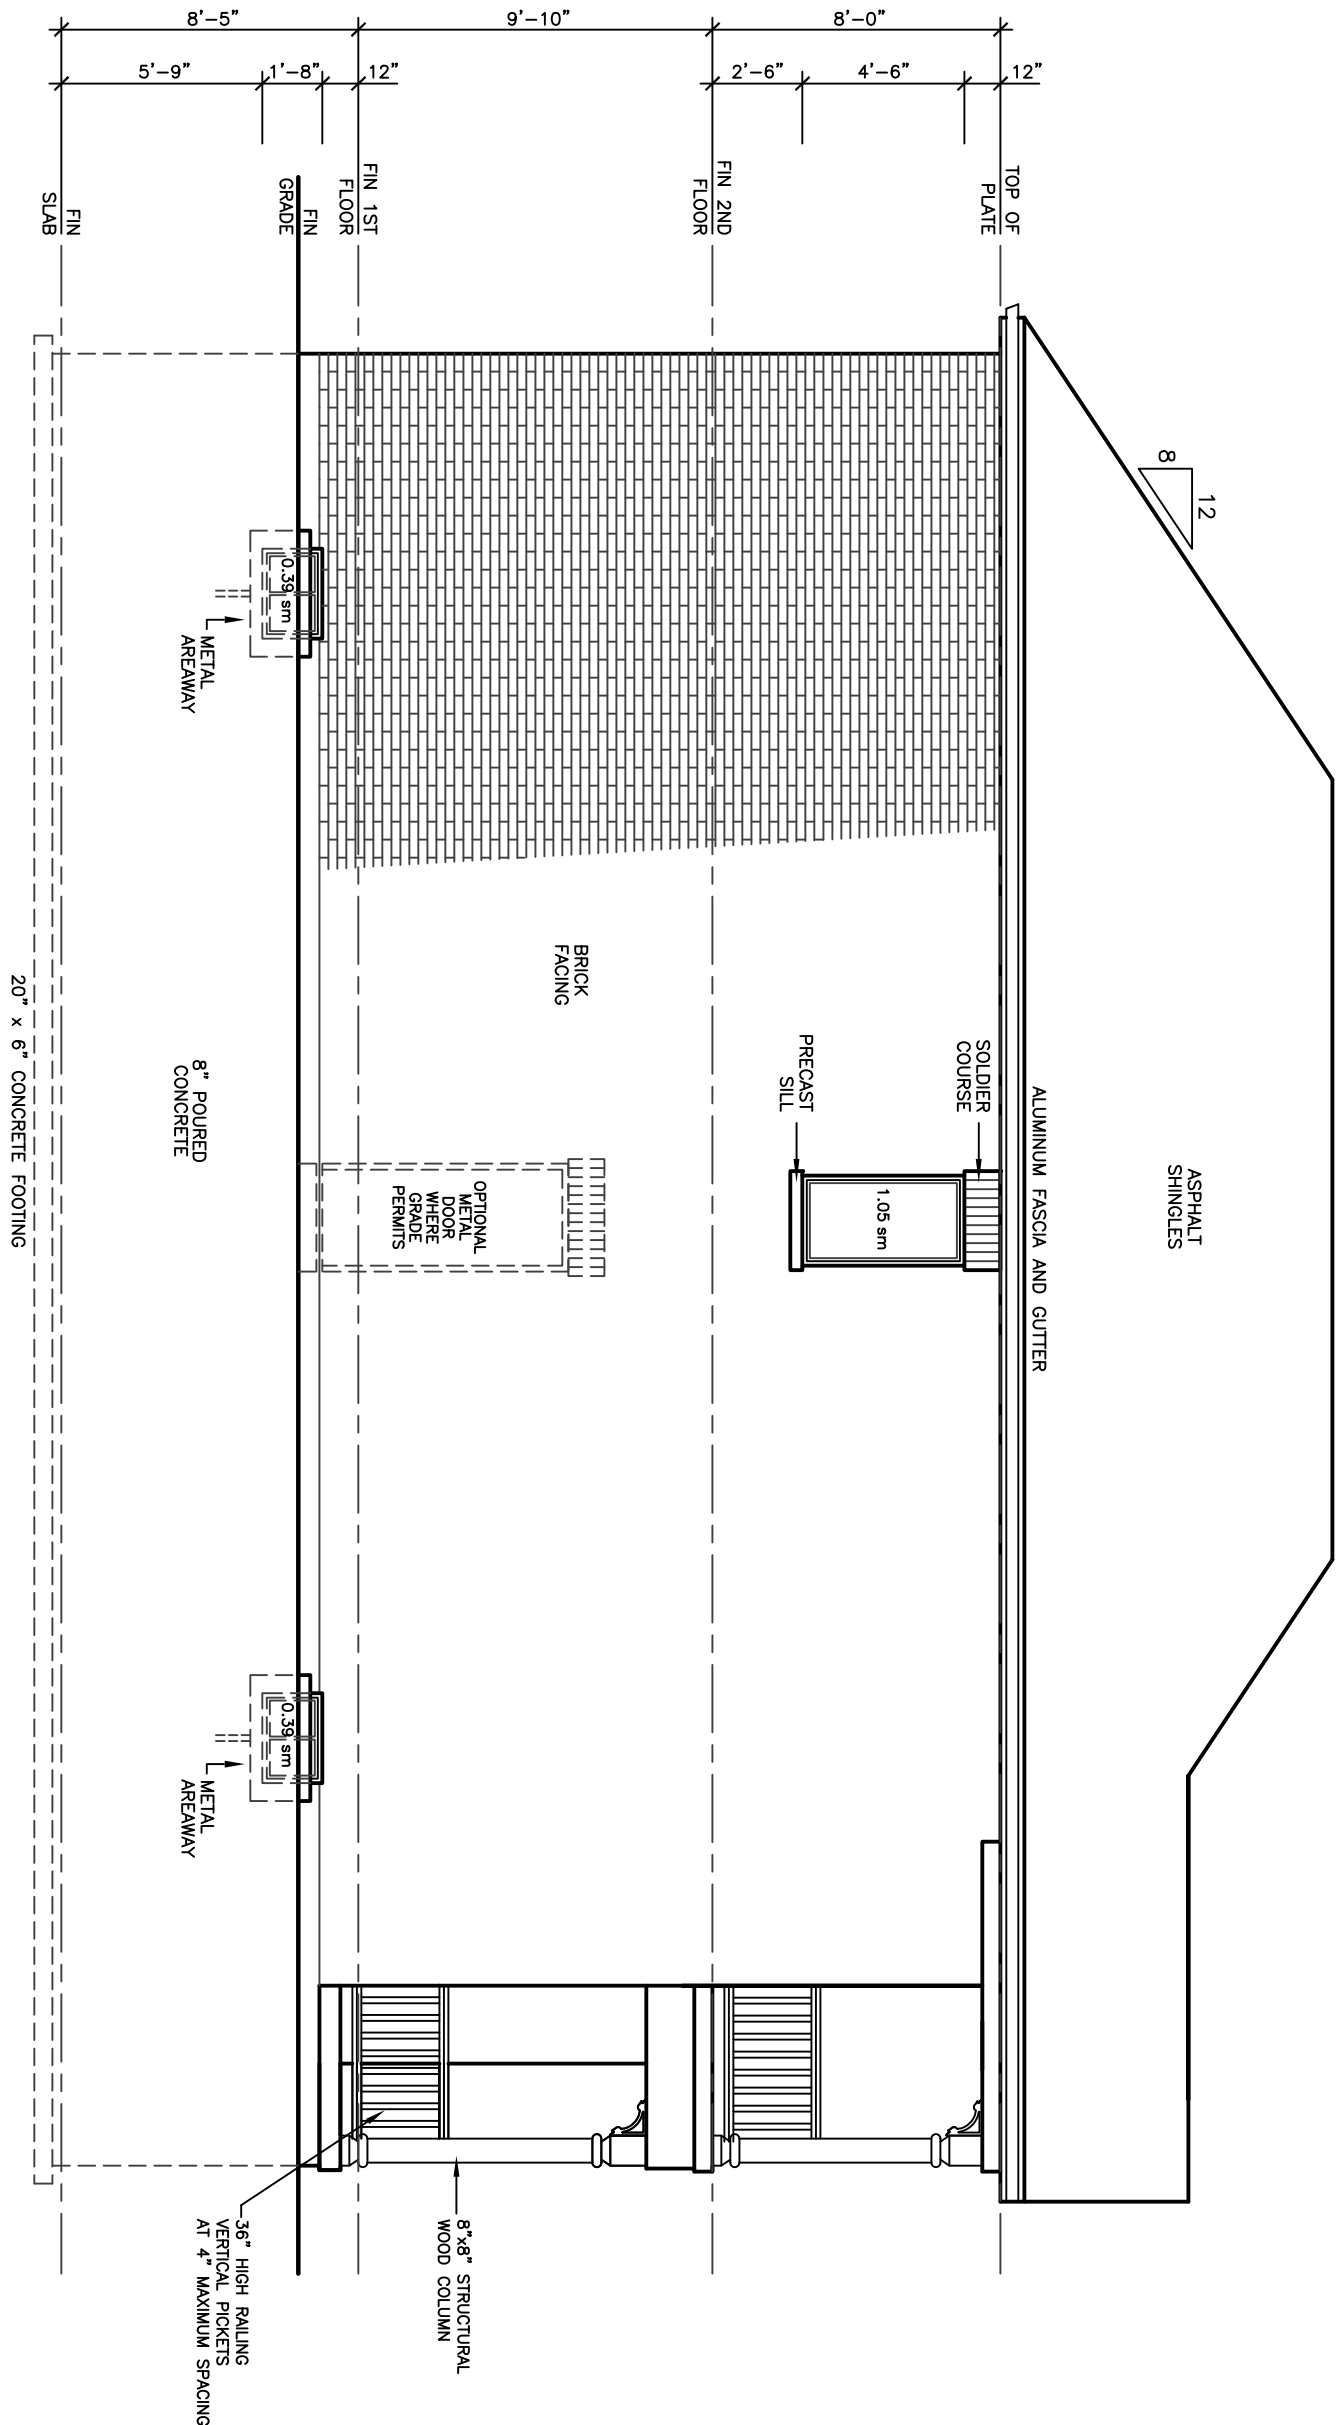 8'-5"
9'-10"
8'-0"
5'-9"
1'-8"
12"
2'-6"
4'-6"
12"
TOP OF
PLATE
FIN 2ND
FLOOR
FIN 1ST
FLOOR
FIN
GRADE
FIN
SLAB
12
8
ASPHALT
SHINGLES
ALUMINUM FASCIA AND GUTTER
SOLDIER
COURSE
PRECAST
SILL
1.05 sm
BRICK
FACING
OPTIONAL
METAL
DOOR
WHERE
GRADE
PERMITS
0.39 sm
METAL
AREAWAY
0.39 sm
METAL
AREAWAY
8" POURED
CONCRETE
20" x 6" CONCRETE FOOTING
8"x8" STRUCTURAL
WOOD COLUMN
36" HIGH RAILING
VERTICAL PICKETS
AT 4" MAXIMUM SPACING